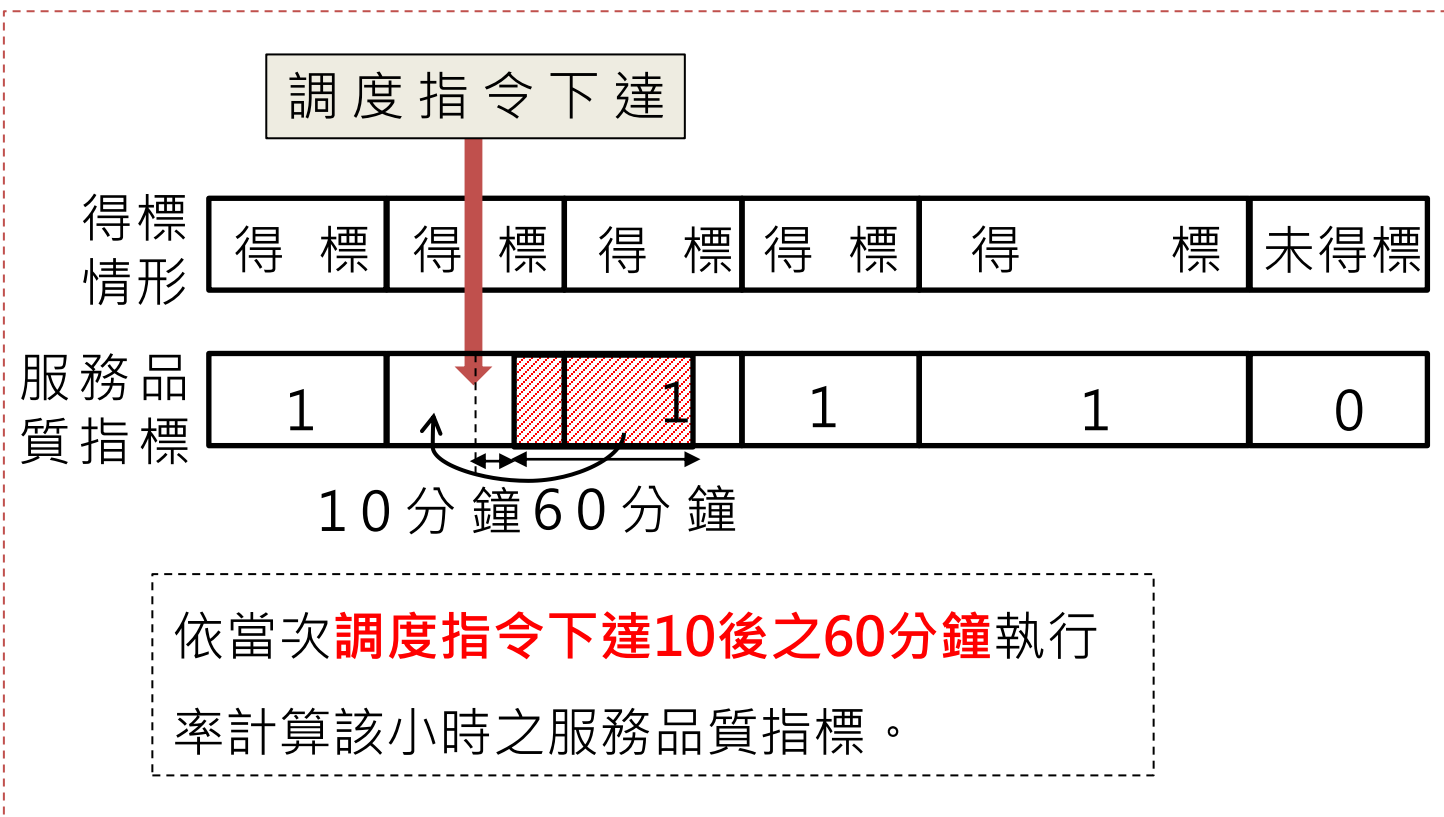 調度指令下達
得標
情形
得標 得標 得標 得標 得標 未得標
服務品
質指標
1 1 1 1 0
10分鐘 60分鐘
依當次調度指令下達10後之60分鐘執行
率計算該小時之服務品質指標。